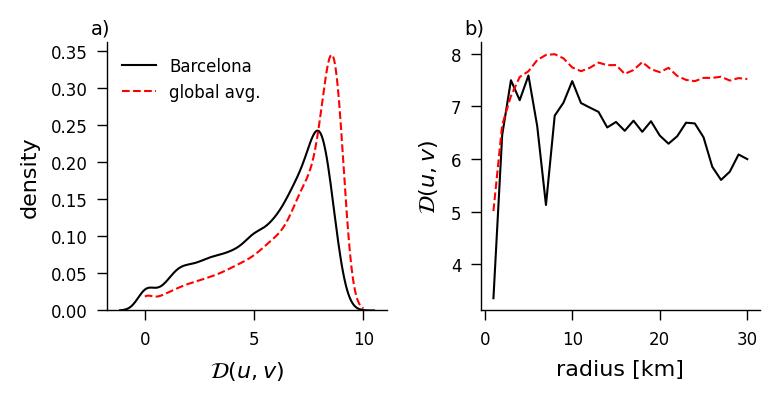 a)
0.35
0.30
0.25
0.20
0.15
0.10
0.05
0.00
density
Barcelona
global avg.
0 5 10
𝒟(u, v)
b)
8
7
6
5
4
𝒟(u, v)
0 10 20 30
radius [km]